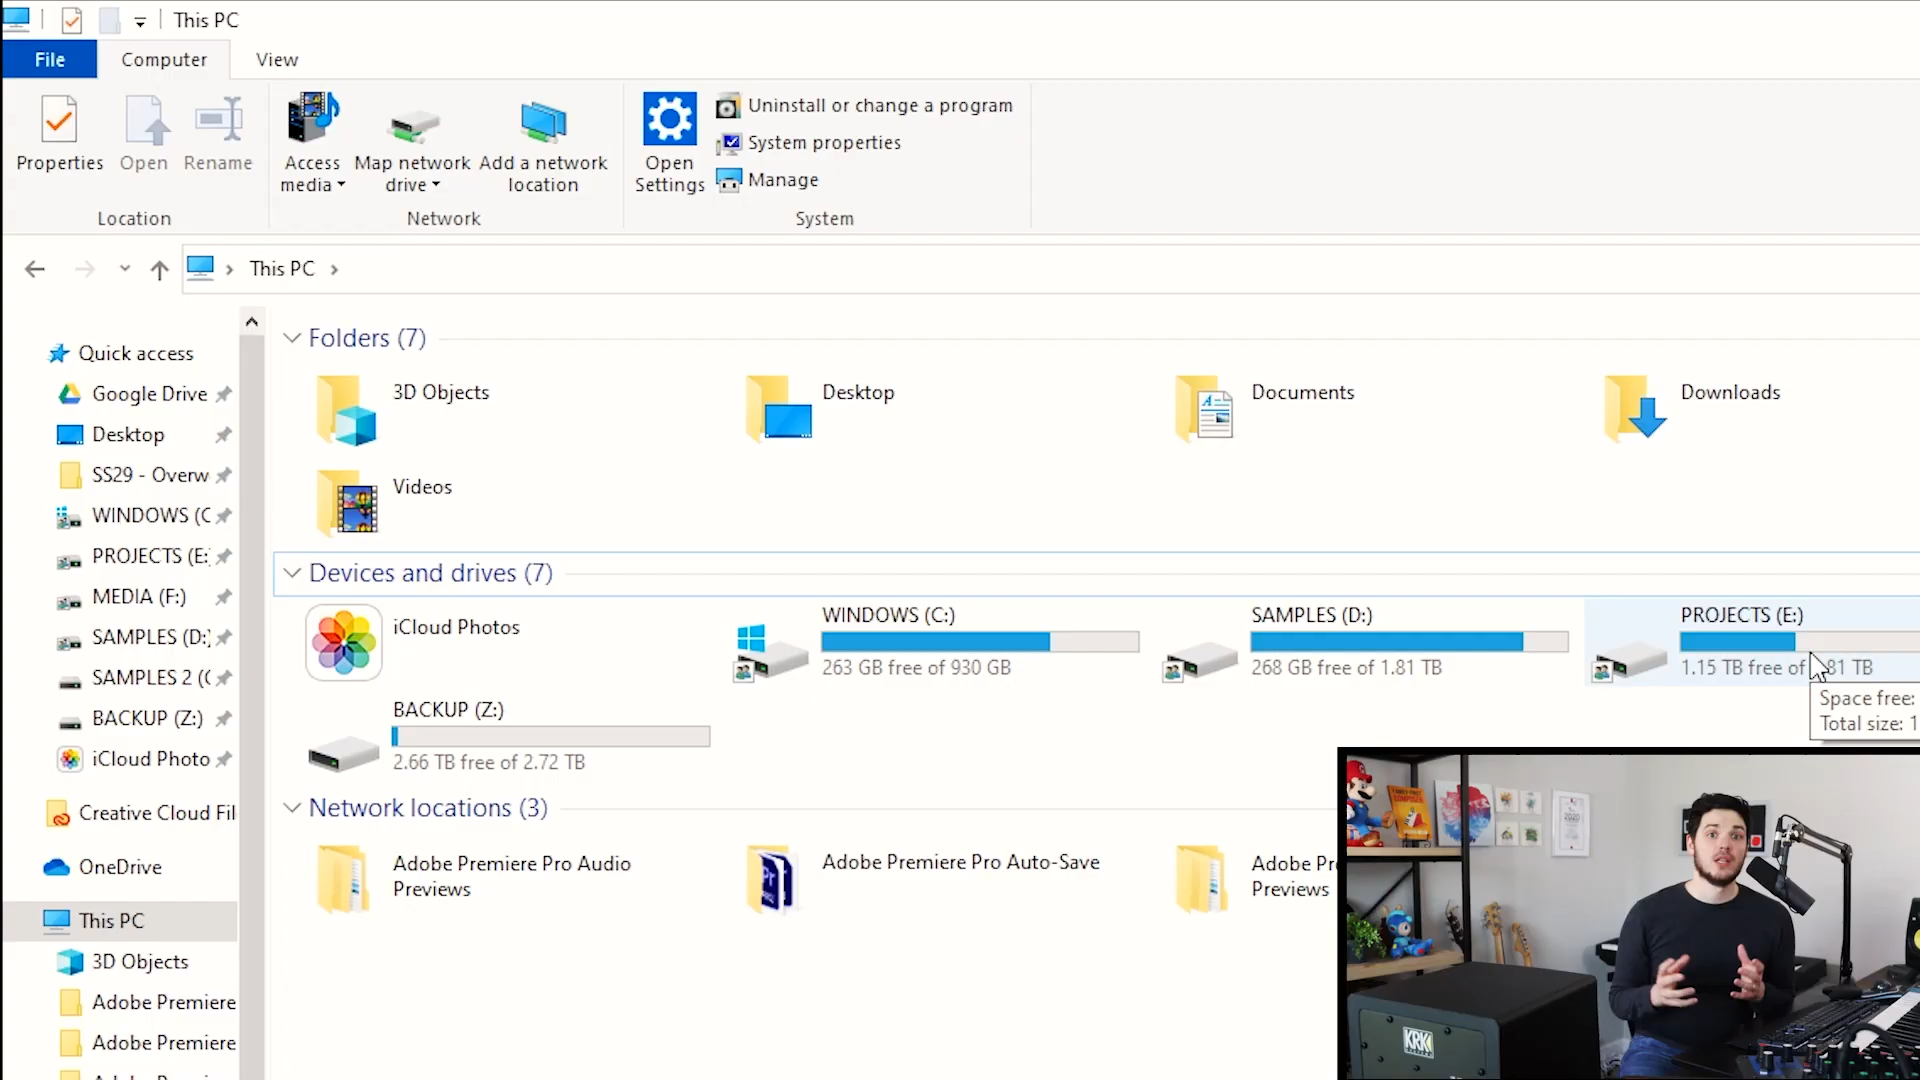 This PC
File
Computer
View
Properties
Open
Rename
Access
media
Map network
drive
Add a network
location
Open
Settings
Uninstall or change a program
System properties
Manage
Location
Network
System
This PC
Quick access
Google Drive
Desktop
SS29 - Overw
WINDOWS (C
PROJECTS (E:
MEDIA (F:)
SAMPLES (D:
SAMPLES 2 (
BACKUP (Z:)
iCloud Photo
Creative Cloud Fil
OneDrive
This PC
3D Objects
Adobe Premiere
Adobe Premiere
Folders (7)
3D Objects
Desktop
Documents
Downloads
Videos
Devices and drives (7)
iCloud Photos
WINDOWS (C:)
263 GB free of 930 GB
SAMPLES (D:)
268 GB free of 1.81 TB
PROJECTS (E:)
1.15 TB free of 81 TB
Space free:
Total size: 1
BACKUP (Z:)
2.66 TB free of 2.72 TB
Network locations (3)
Adobe Premiere Pro Audio
Previews
Adobe Premiere Pro Auto-Save
Adobe Pr
Previews
KRK